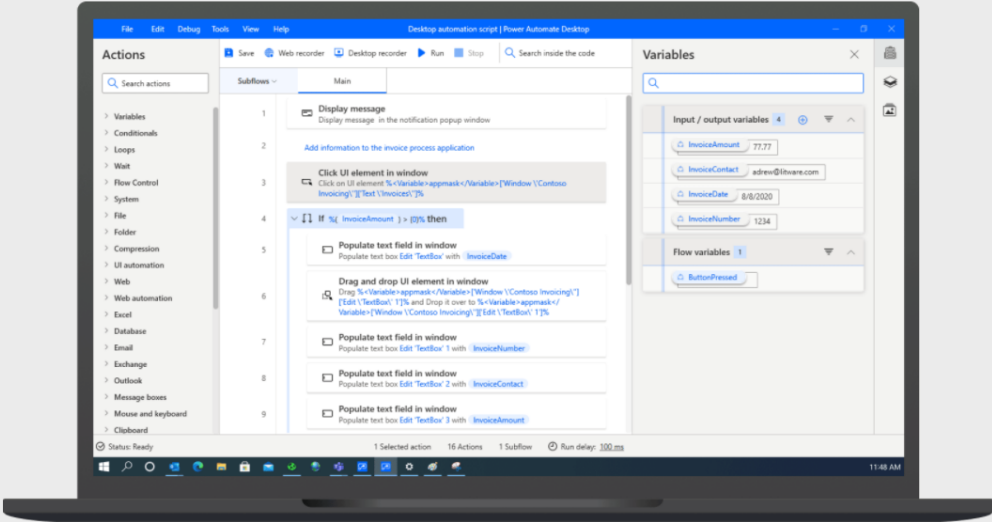 File Edit Debug Tools View Help
Desktop automation script | Power Automate Desktop
Actions
Save Web recorder Desktop recorder Run Stop Search inside the code
Variables
Search actions
Subflows Main
Variables
Conditionals
Loops
Wait
Flow Control
System
File
Folder
Compression
UI automation
Web
Web automation
Excel
Database
Email
Exchange
Outlook
Message boxes
Mouse and keyboard
Clipboard
1
Display message
Display message in the notification popup window
2
Add information to the invoice process application
3
Click UI element in window
Click on UI element %<Variable>appmask</Variable>['Window \'Contoso
Invoicing\'']['Text \'Invoices\'']%
4
If %( InvoiceAmount ) > (0)% then
5
Populate text field in window
Populate text box Edit 'TextBox' with InvoiceDate
6
Drag and drop UI element in window
Drag %<Variable>appmask</Variable>['Window \'Contoso Invoicing\'']
['Edit \'TextBox\' 1']% and Drop it over to %<Variable>appmask</
Variable>['Window \'Contoso Invoicing\'']['Edit \'TextBox\' 1']%
7
Populate text field in window
Populate text box Edit 'TextBox' 1 with InvoiceNumber
8
Populate text field in window
Populate text box Edit 'TextBox' 2 with InvoiceContact
9
Populate text field in window
Populate text box Edit 'TextBox' 3 with InvoiceAmount
Input / output variables 4
InvoiceAmount 77.77
InvoiceContact adrew@litware.com
InvoiceDate 8/8/2020
InvoiceNumber 1234
Flow variables 1
ButtonPressed
Status: Ready 1 Selected action 16 Actions 1 Subflow Run delay: 100 ms
11:48 AM